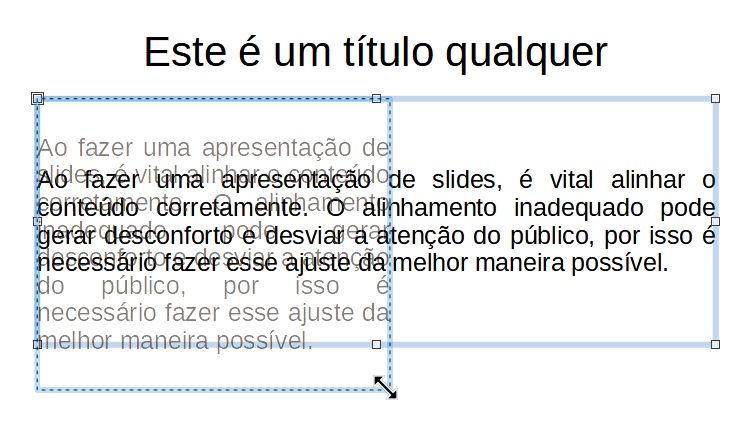 Este é um título qualquer
Ao fazer uma apresentação de slides, é vital alinhar o
conteúdo corretamente. O alinhamento inadequado pode
gerar desconforto e desviar a atenção do público, por isso é
necessário fazer esse ajuste da melhor maneira possível.
Ao fazer uma apresentação de
slides, é vital alinhar o conteúdo
corretamente. O alinhamento
inadequado pode gerar
desconforto e desviar a atenção
do público, por isso é
necessário fazer esse ajuste da
melhor maneira possível.